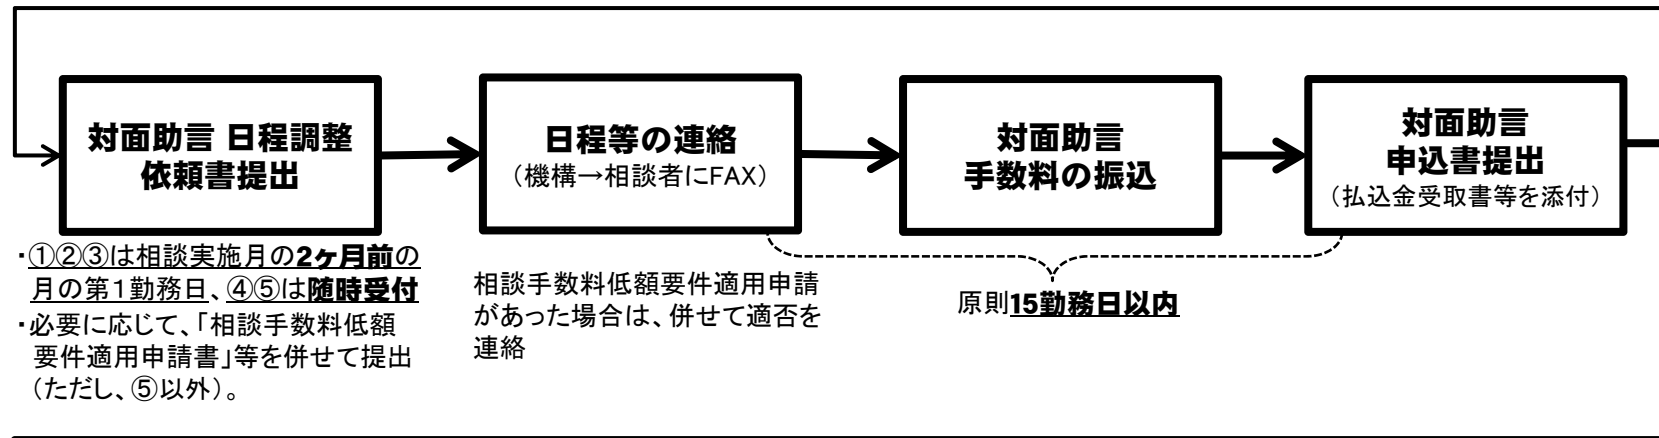 対面助言 日程調整
依頼書提出
日程等の連絡
（機構→相談者にFAX）
対面助言
手数料の振込
対面助言
申込書提出
（払込金受取書等を添付）
・①②③は相談実施月の2ヶ月前の
月の第1勤務日、④⑤は随時受付
・必要に応じて、「相談手数料低額
要件適用申請書」等を併せて提出
（ただし、⑤以外）。
相談手数料低額要件適用申請
があった場合は、併せて適否を
連絡
原則15勤務日以内